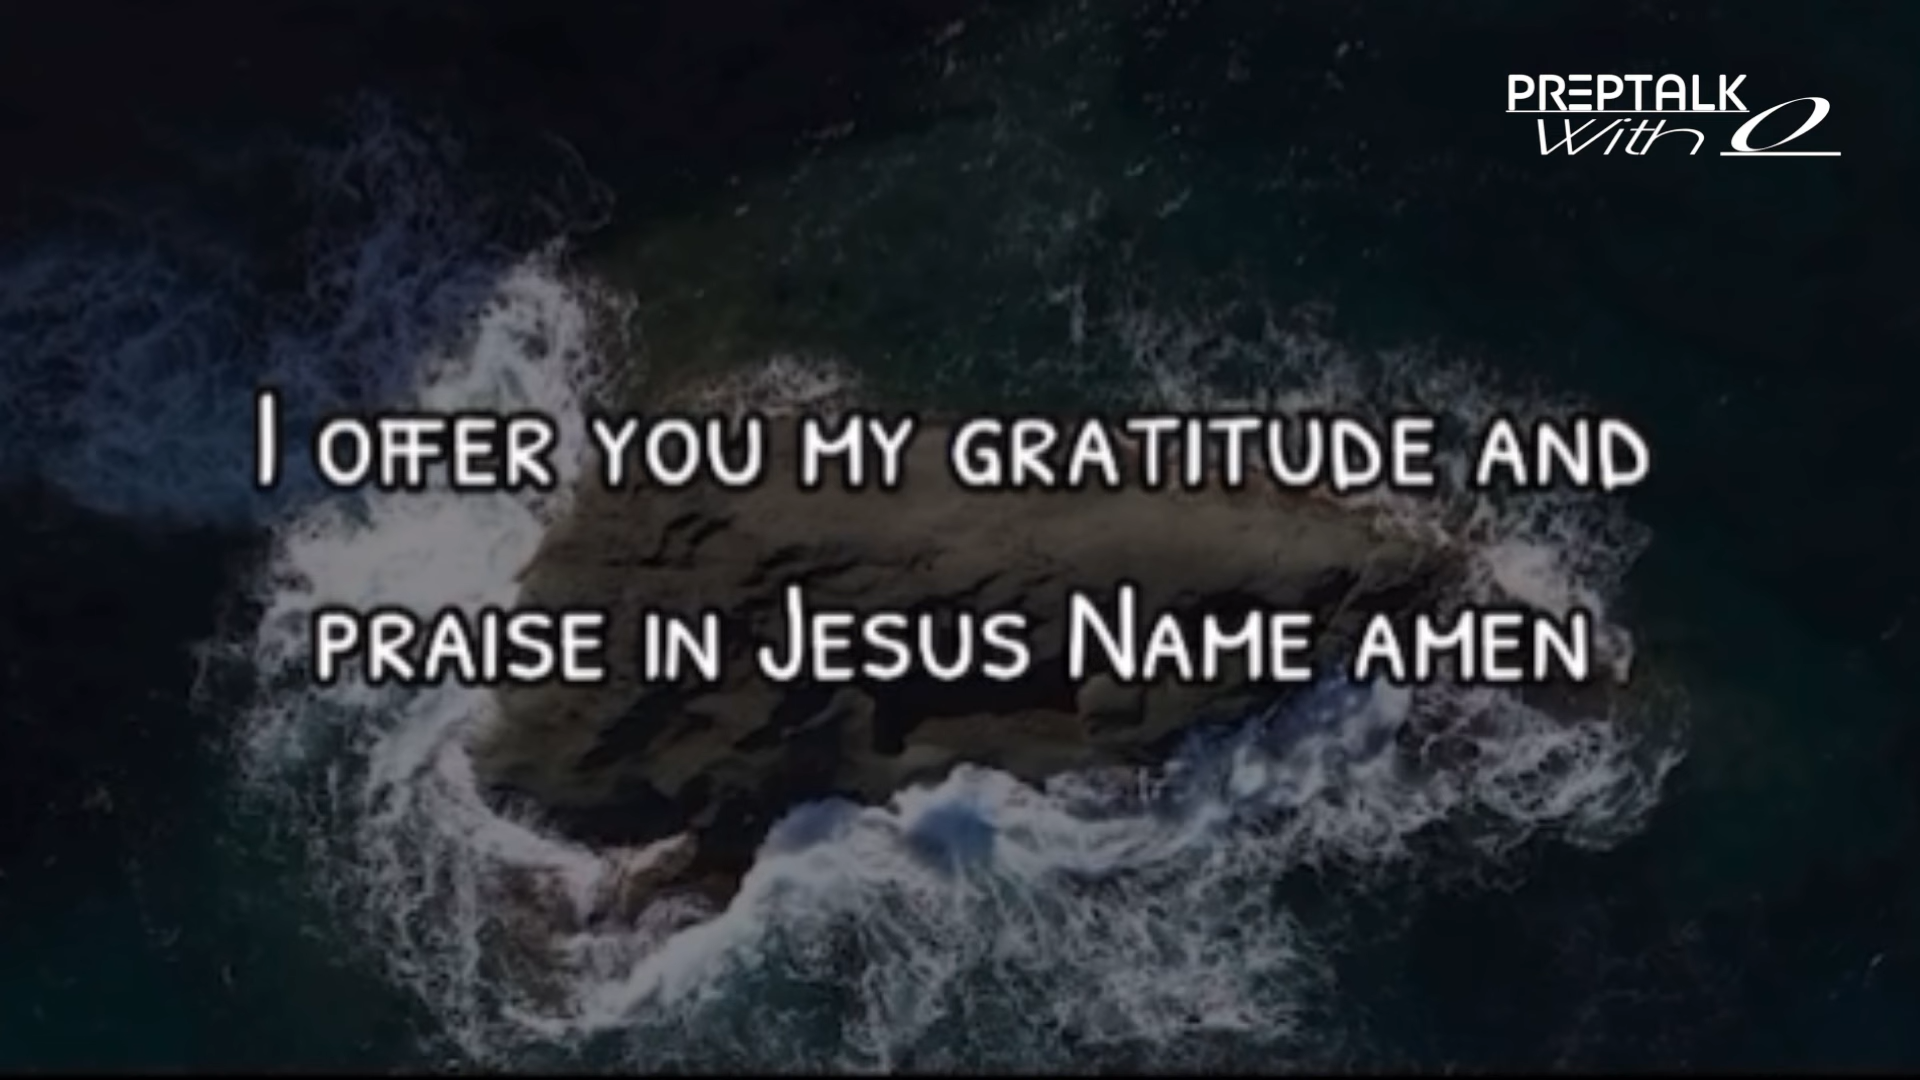 PREPTALK
With O
I OFFER YOU MY GRATITUDE AND
PRAISE IN JESUS NAME AMEN